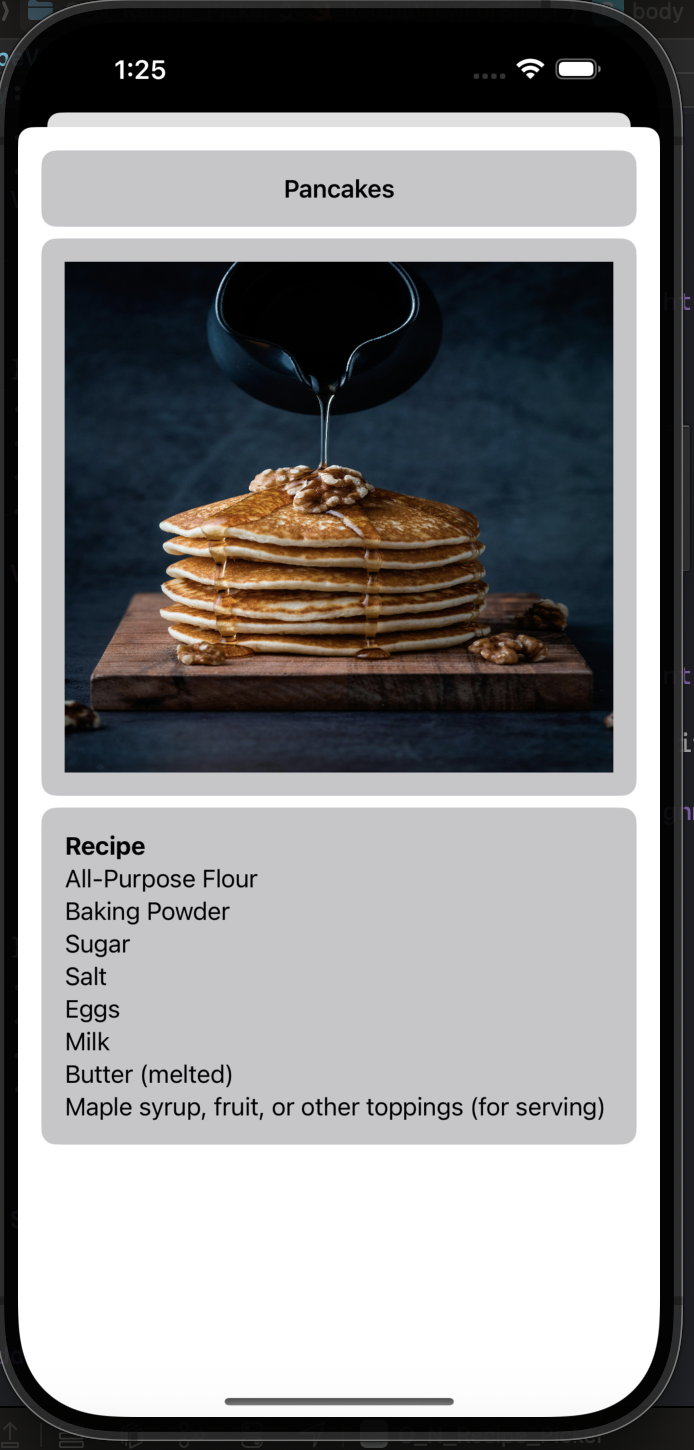 body
1:25
Pancakes
Recipe
All-Purpose Flour
Baking Powder
Sugar
Salt
Eggs
Milk
Butter (melted)
Maple syrup, fruit, or other toppings (for serving)